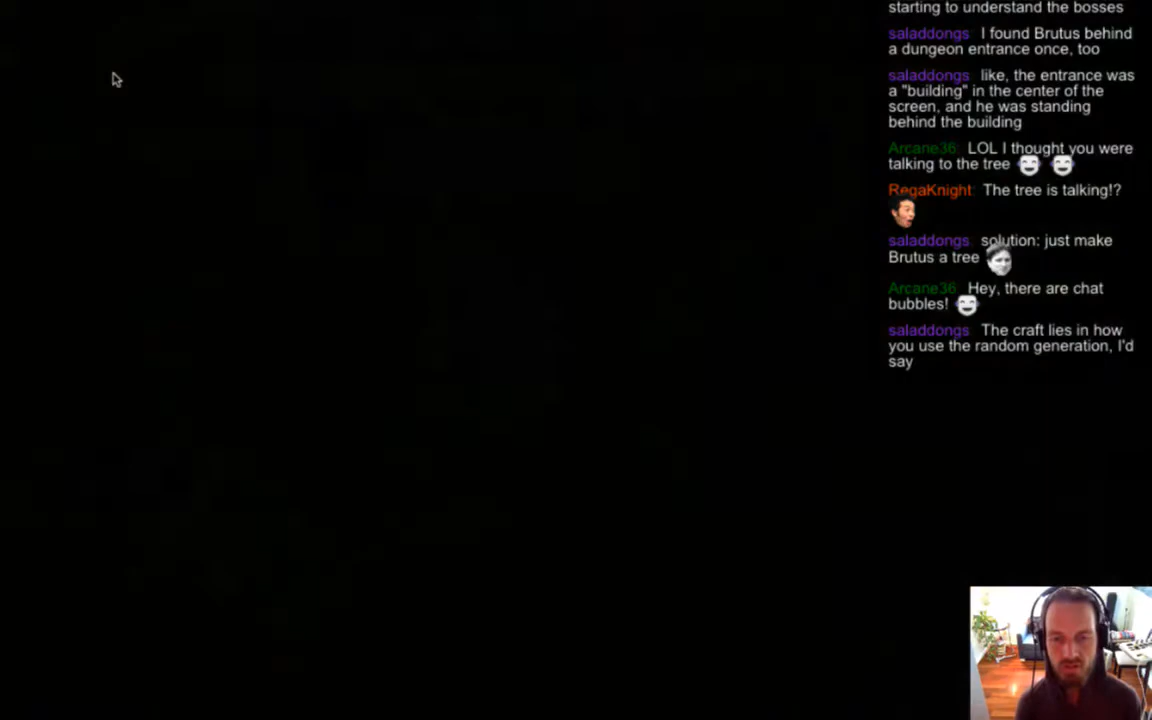 starting to understand the bosses
saladdongs: I found Brutus behind
a dungeon entrance once, too
saladdongs: like, the entrance was
a "building" in the center of the
screen, and he was standing
behind the building
Arcane36: LOL I thought you were
talking to the tree
RegaKnight: The tree is talking!?
saladdongs: solution: just make
Brutus a tree
Arcane36: Hey, there are chat
bubbles!
saladdongs: The craft lies in how
you use the random generation, I'd
say